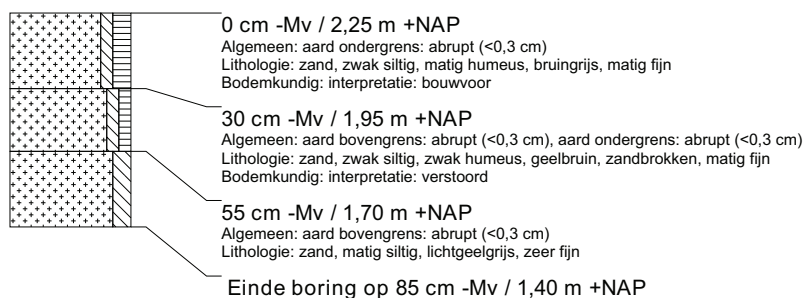 0 cm -Mv / 2,25 m +NAP
Algemeen: aard ondergrens: abrupt (<0,3 cm)
Lithologie: zand, zwak siltig, matig humeus, bruingrijs, matig fijn
Bodemkundig: interpretatie: bouwvoor
30 cm -Mv / 1,95 m +NAP
Algemeen: aard bovengrens: abrupt (<0,3 cm), aard ondergrens: abrupt (<0,3 cm)
Lithologie: zand, zwak siltig, zwak humeus, geelbruin, zandbrokken, matig fijn
Bodemkundig: interpretatie: verstoord
55 cm -Mv / 1,70 m +NAP
Algemeen: aard bovengrens: abrupt (<0,3 cm)
Lithologie: zand, matig siltig, lichtgeelgrijs, zeer fijn
Einde boring op 85 cm -Mv / 1,40 m +NAP